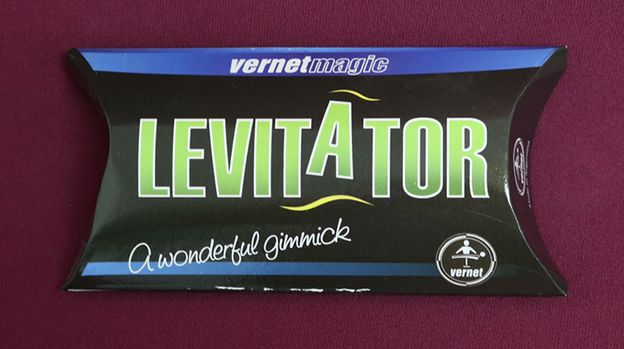 vernetmagic
LEVITATOR
A wonderful gimmick
vernet